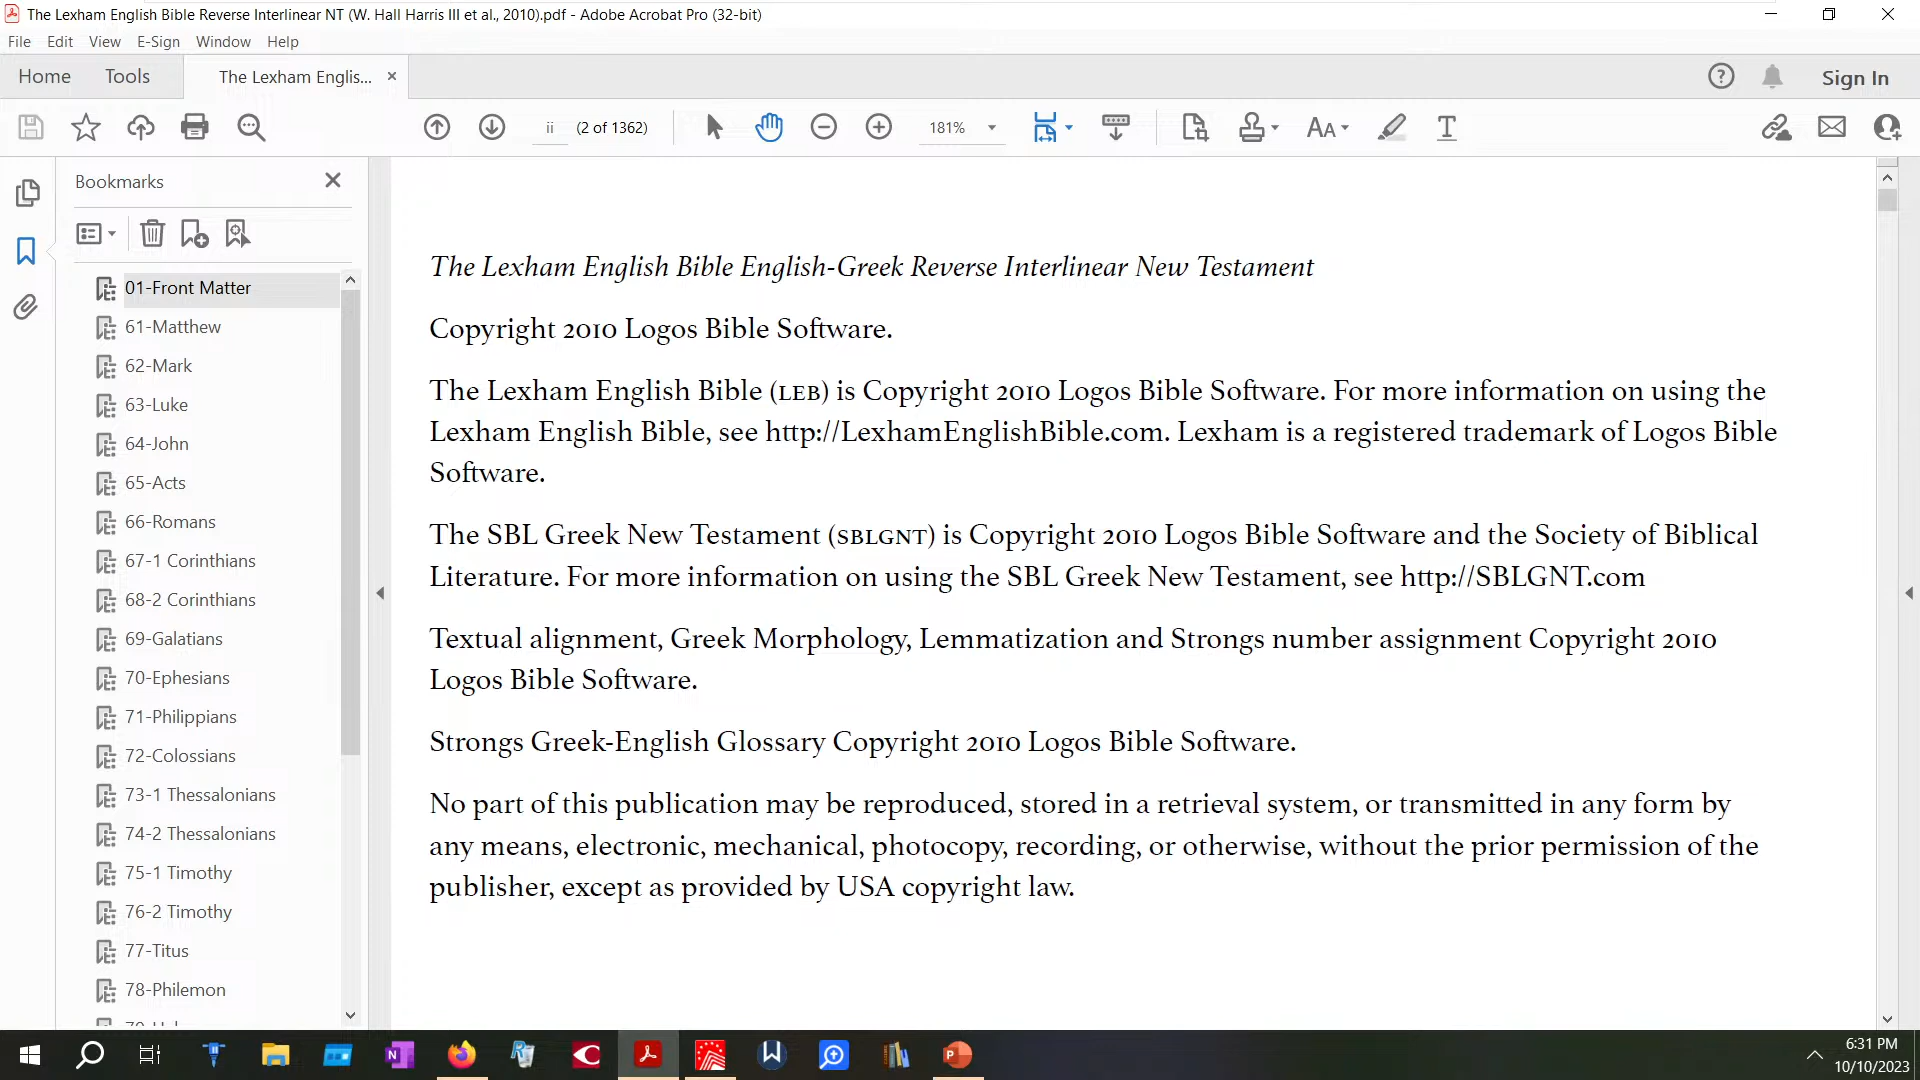 The Lexham English Bible Reverse Interlinear NT (W. Hall Harris III et al., 2010).pdf - Adobe Acrobat Pro (32-bit)
File Edit View E-Sign Window Help
Home Tools The Lexham Englis... × Sign In
ii (2 of 1362) 181%
Bookmarks
01-Front Matter
61-Matthew
62-Mark
63-Luke
64-John
65-Acts
66-Romans
67-1 Corinthians
68-2 Corinthians
69-Galatians
70-Ephesians
71-Philippians
72-Colossians
73-1 Thessalonians
74-2 Thessalonians
75-1 Timothy
76-2 Timothy
77-Titus
78-Philemon
The Lexham English Bible English-Greek Reverse Interlinear New Testament
Copyright 2010 Logos Bible Software.
The Lexham English Bible (LEB) is Copyright 2010 Logos Bible Software. For more information on using the
Lexham English Bible, see http://LexhamEnglishBible.com. Lexham is a registered trademark of Logos Bible
Software.
The SBL Greek New Testament (SBLGNT) is Copyright 2010 Logos Bible Software and the Society of Biblical
Literature. For more information on using the SBL Greek New Testament, see http://SBLGNT.com
Textual alignment, Greek Morphology, Lemmatization and Strongs number assignment Copyright 2010
Logos Bible Software.
Strongs Greek-English Glossary Copyright 2010 Logos Bible Software.
No part of this publication may be reproduced, stored in a retrieval system, or transmitted in any form by
any means, electronic, mechanical, photocopy, recording, or otherwise, without the prior permission of the
publisher, except as provided by USA copyright law.
6:31 PM
10/10/2023